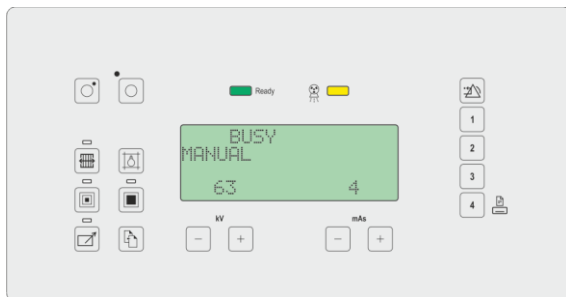 Ready
BUSY
MANUAL
63 4
kV mAs
- + - +
1
2
3
4